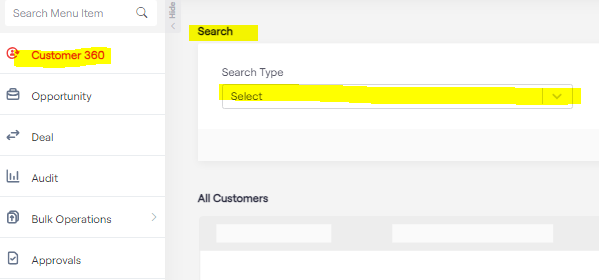 Search Menu Item
Hide
Customer 360
Opportunity
Deal
Audit
Bulk Operations
Approvals
Search
Search Type
Select
All Customers